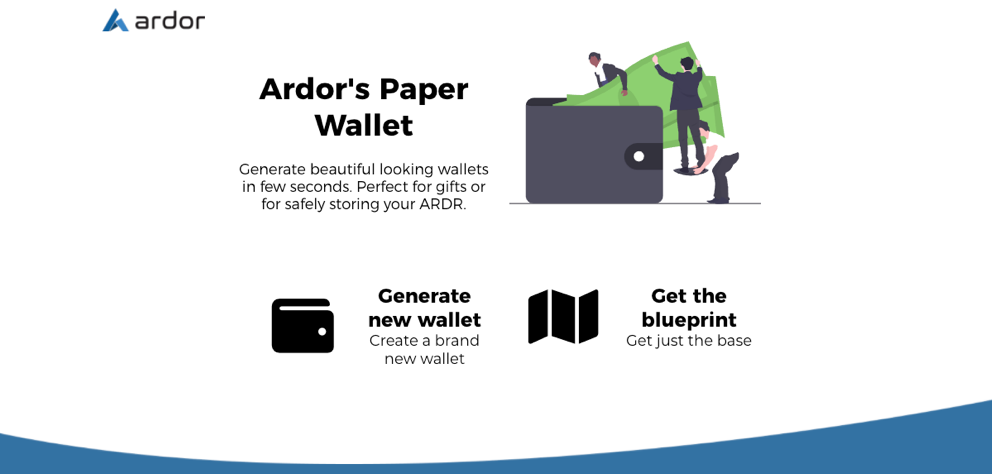 ardor
Ardor's Paper
Wallet
Generate beautiful looking wallets
in few seconds. Perfect for gifts or
for safely storing your ARDR.
Generate
new wallet
Create a brand
new wallet
Get the
blueprint
Get just the base